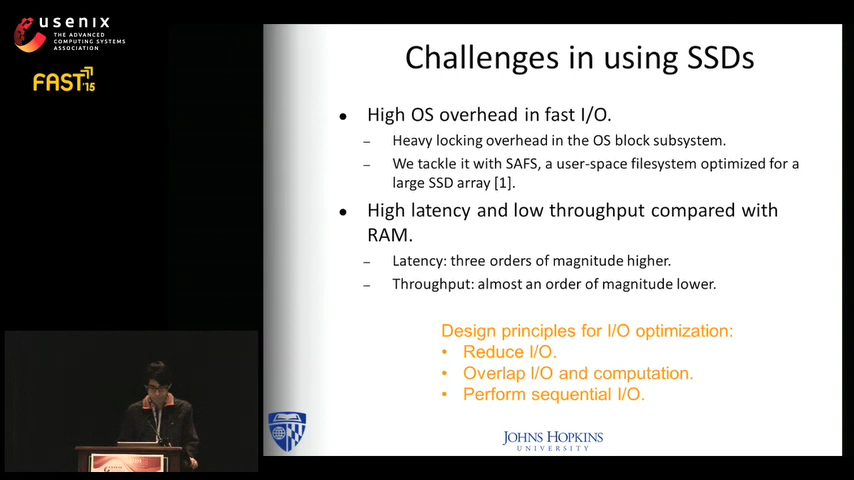 usenix
THE ADVANCED
COMPUTING SYSTEMS
ASSOCIATION
FAST '15
Challenges in using SSDs
• High OS overhead in fast I/O.
– Heavy locking overhead in the OS block subsystem.
– We tackle it with SAFS, a user-space filesystem optimized for a
large SSD array [1].
• High latency and low throughput compared with
RAM.
– Latency: three orders of magnitude higher.
– Throughput: almost an order of magnitude lower.
Design principles for I/O optimization:
• Reduce I/O.
• Overlap I/O and computation.
• Perform sequential I/O.
JOHNS HOPKINS
UNIVERSITY